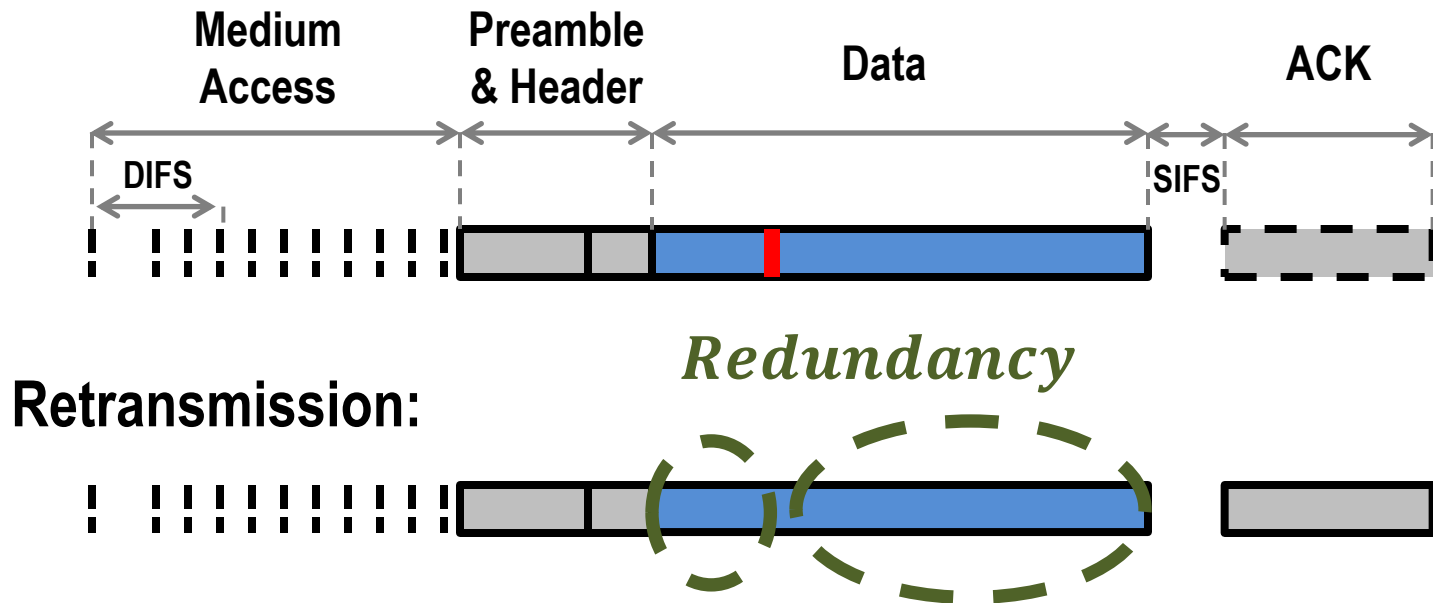 Medium
Access
Preamble
& Header
Data
ACK
DIFS
SIFS
Redundancy
Retransmission: